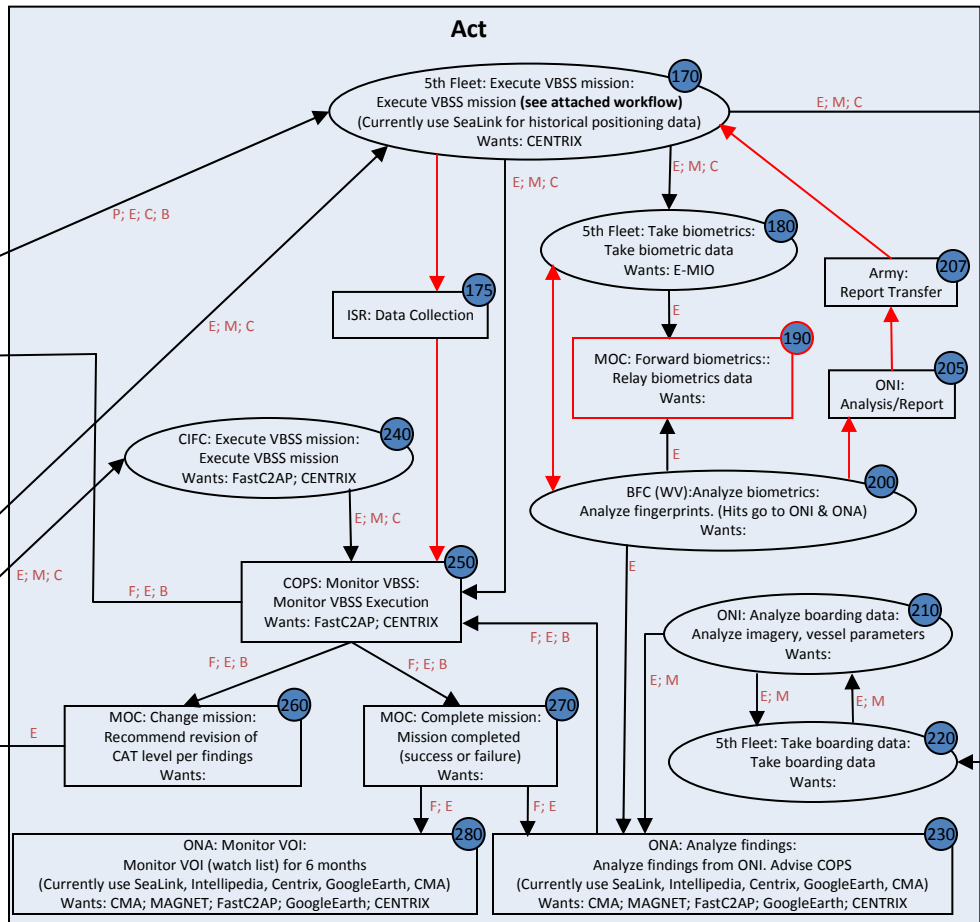 Act
170
5th Fleet: Execute VBSS mission:
Execute VBSS mission (see attached workflow)
(Currently use SeaLink for historical positioning data)
Wants: CENTRIX
E; M; C
P; E; C; B
E; M; C
E; M; C
E; M; C
180
5th Fleet: Take biometrics:
Take biometric data
Wants: E-MIO
207
Army:
Report Transfer
175
ISR: Data Collection
E
190
MOC: Forward biometrics::
Relay biometrics data
Wants:
205
ONI:
Analysis/Report
240
CIFC: Execute VBSS mission:
Execute VBSS mission
Wants: FastC2AP; CENTRIX
E
200
BFC (WV):Analyze biometrics:
Analyze fingerprints. (Hits go to ONI & ONA)
Wants:
E; M; C
E; M; C
F; E; B
250
COPS: Monitor VBSS:
Monitor VBSS Execution
Wants: FastC2AP; CENTRIX
E
F; E; B
210
ONI: Analyze boarding data:
Analyze imagery, vessel parameters
Wants:
F; E; B
F; E; B
E; M
E; M
E; M
E
260
MOC: Change mission:
Recommend revision of
CAT level per findings
Wants:
270
MOC: Complete mission:
Mission completed
(success or failure)
Wants:
220
5th Fleet: Take boarding data:
Take boarding data
Wants:
F; E
F; E
280
ONA: Monitor VOI:
Monitor VOI (watch list) for 6 months
(Currently use SeaLink, Intellipedia, Centrix, GoogleEarth, CMA)
Wants: CMA; MAGNET; FastC2AP; GoogleEarth; CENTRIX
230
ONA: Analyze findings:
Analyze findings from ONI. Advise COPS
(Currently use SeaLink, Intellipedia, Centrix, GoogleEarth, CMA)
Wants: CMA; MAGNET; FastC2AP; GoogleEarth; CENTRIX